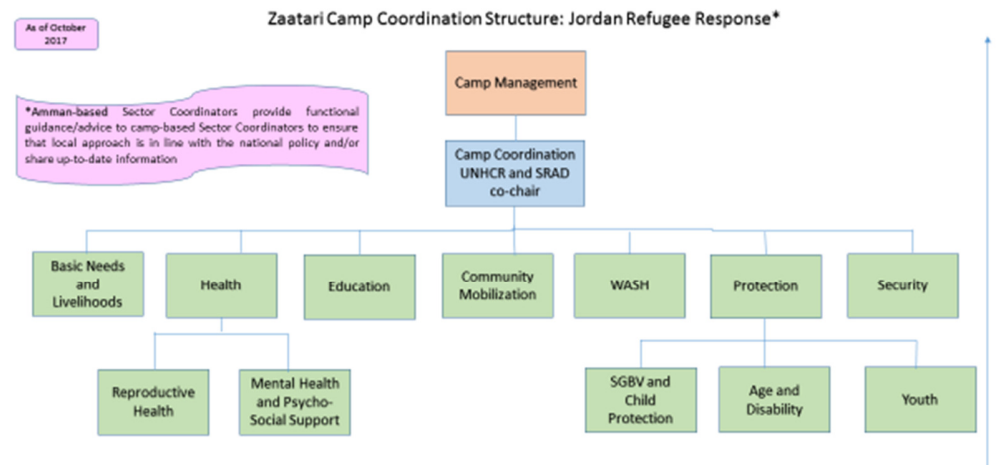 Zaatari Camp Coordination Structure: Jordan Refugee Response*
As of October
2017
Camp Management
*Amman-based Sector Coordinators provide functional
guidance/advice to camp-based Sector Coordinators to ensure
that local approach is in line with the national policy and/or
share up-to-date information
Camp Coordination
UNHCR and SRAD
co-chair
Basic Needs
and
Livelihoods
Health
Education
Community
Mobilization
WASH
Protection
Security
Reproductive
Health
Mental Health
and Psycho-
Social Support
SGBV and
Child
Protection
Age and
Disability
Youth